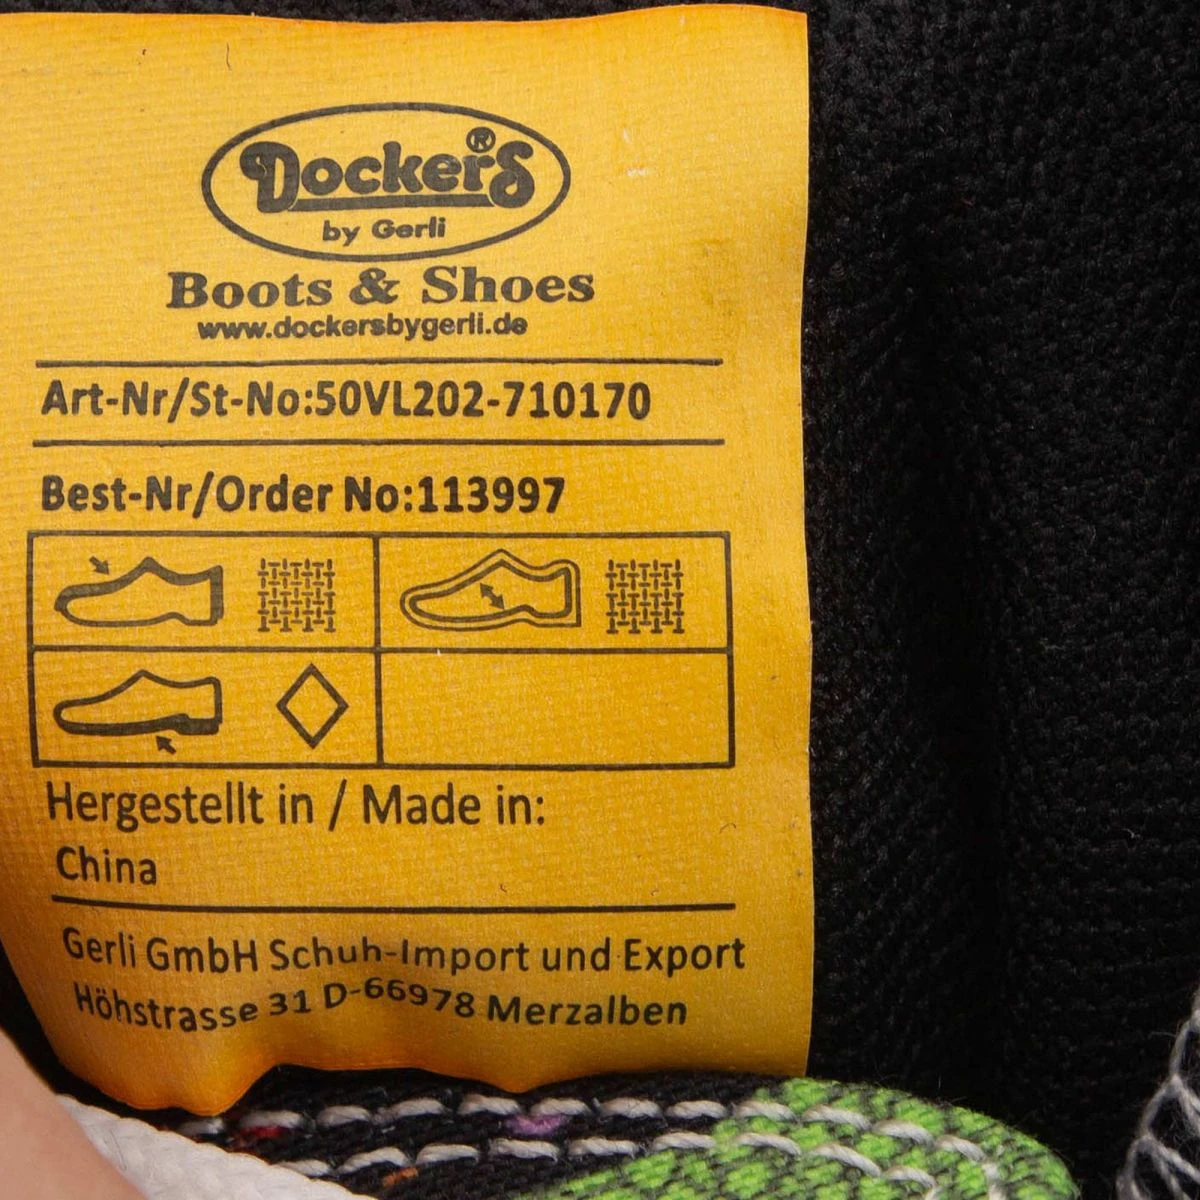 Dockers®
by Gerli
Boots & Shoes
www.dockersbygerli.de
Art-Nr/St-No:50VL202-710170
Best-Nr/Order No:113997
Hergestellt in / Made in:
China
Gerli GmbH Schuh-Import und Export
Höhstrasse 31 D-66978 Merzalben